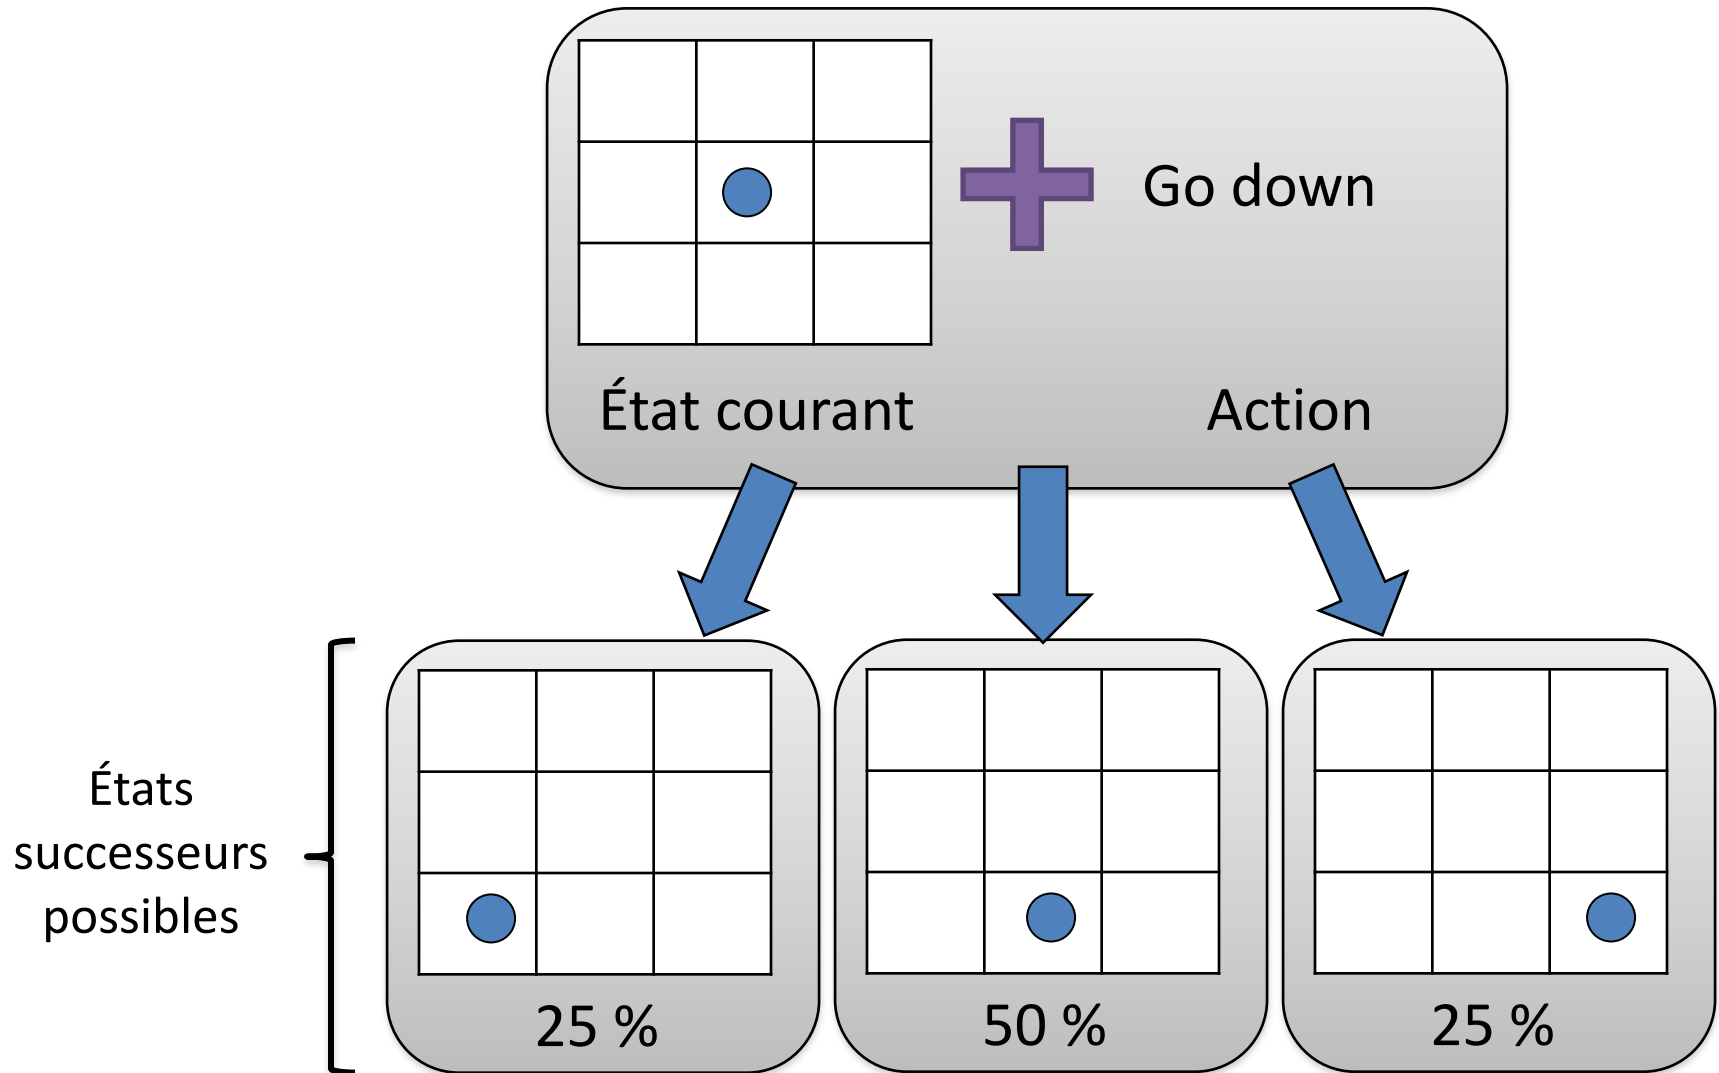 Go down
État courant
Action
États
successeurs
possibles
25 %
50 %
25 %